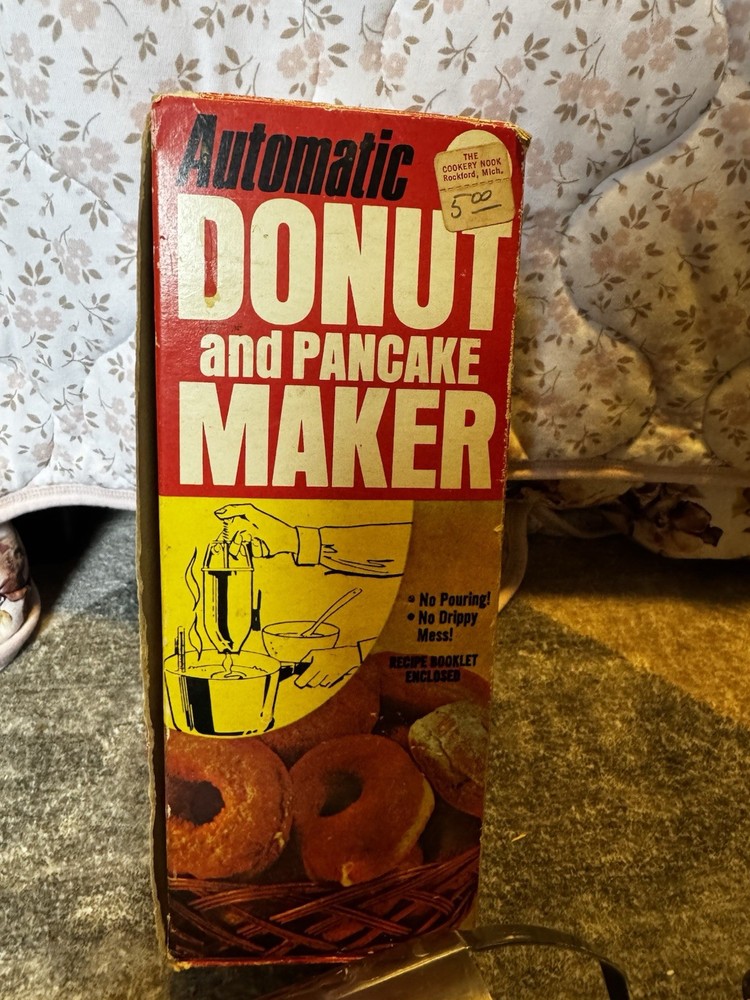 Automatic
THE
COOKERY NOOK
Rockford, Mich.
5 00
DONUT
and PANCAKE
MAKER
• No Pouring!
• No Drippy
Mess!
RECIPE BOOKLET
ENCLOSED